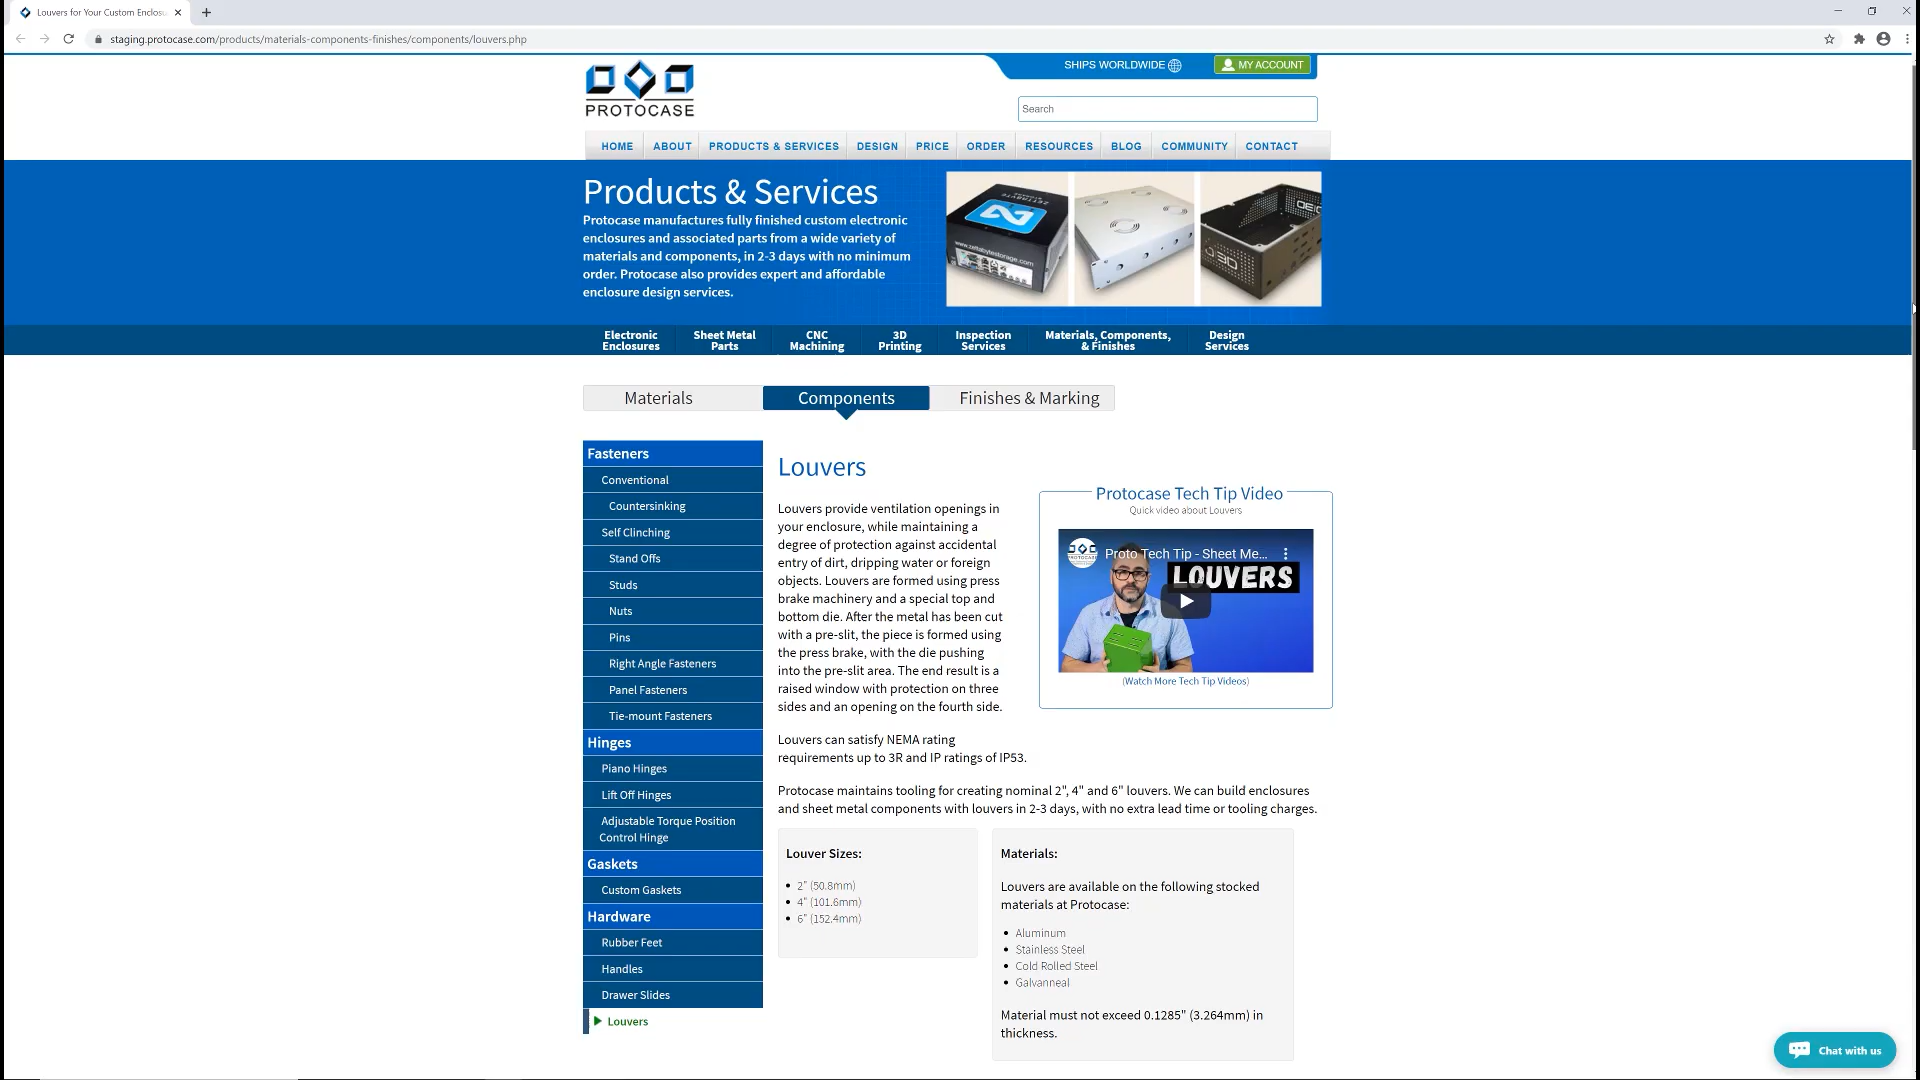 Louvers for Your Custom Enclosu
staging.protocase.com/products/materials-components-finishes/components/louvers.php
SHIPS WORLDWIDE
MY ACCOUNT
PROTOCASE
Search
HOME ABOUT PRODUCTS & SERVICES DESIGN PRICE ORDER RESOURCES BLOG COMMUNITY CONTACT
Products & Services
Protocase manufactures fully finished custom electronic
enclosures and associated parts from a wide variety of
materials and components, in 2-3 days with no minimum
order. Protocase also provides expert and affordable
enclosure design services.
www.zettabytestorage.com
Electronic Enclosures
Sheet Metal Parts
CNC Machining
3D Printing
Inspection Services
Materials, Components, & Finishes
Design Services
Materials Components Finishes & Marking
Fasteners
Conventional
Countersinking
Self Clinching
Stand Offs
Studs
Nuts
Pins
Right Angle Fasteners
Panel Fasteners
Tie-mount Fasteners
Hinges
Piano Hinges
Lift Off Hinges
Adjustable Torque Position
Control Hinge
Gaskets
Custom Gaskets
Hardware
Rubber Feet
Handles
Drawer Slides
Louvers
Louvers
Louvers provide ventilation openings in
your enclosure, while maintaining a
degree of protection against accidental
entry of dirt, dripping water or foreign
objects. Louvers are formed using press
brake machinery and a special top and
bottom die. After the metal has been cut
with a pre-slit, the piece is formed using
the press brake, with the die pushing
into the pre-slit area. The end result is a
raised window with protection on three
sides and an opening on the fourth side.
Protocase Tech Tip Video
Quick video about Louvers
Proto Tech Tip - Sheet Me...
LOUVERS
(Watch More Tech Tip Videos)
Louvers can satisfy NEMA rating
requirements up to 3R and IP ratings of IP53.
Protocase maintains tooling for creating nominal 2", 4" and 6" louvers. We can build enclosures
and sheet metal components with louvers in 2-3 days, with no extra lead time or tooling charges.
Louver Sizes:
• 2" (50.8mm)
• 4" (101.6mm)
• 6" (152.4mm)
Materials:
Louvers are available on the following stocked
materials at Protocase:
• Aluminum
• Stainless Steel
• Cold Rolled Steel
• Galvanneal
Material must not exceed 0.1285" (3.264mm) in
thickness.
Chat with us